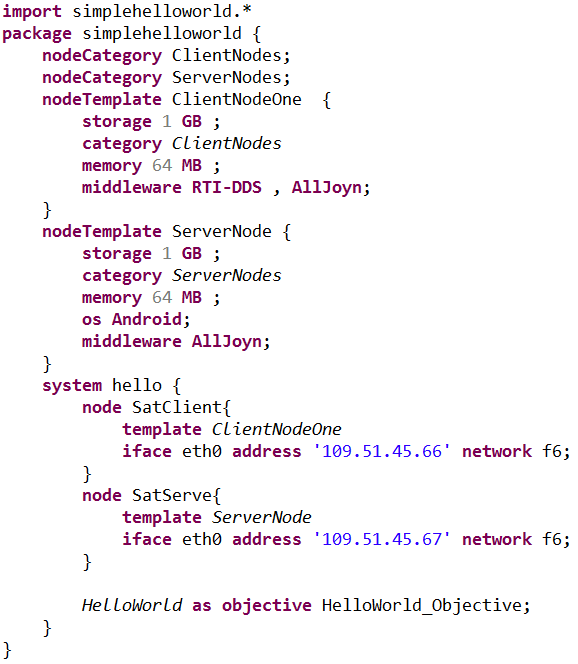 import simplehelloworld.*
package simplehelloworld {
    nodeCategory ClientNodes;
    nodeCategory ServerNodes;
    nodeTemplate ClientNodeOne  {
        storage 1 GB ;
        category ClientNodes
        memory 64 MB ;
        middleware RTI-DDS , AllJoyn;
    }
    nodeTemplate ServerNode {
        storage 1 GB ;
        category ServerNodes
        memory 64 MB ;
        os Android;
        middleware AllJoyn;
    }
    system hello {
        node SatClient{
            template ClientNodeOne
            iface eth0 address '109.51.45.66' network f6;
        }
        node SatServe{
            template ServerNode
            iface eth0 address '109.51.45.67' network f6;
        }

        HelloWorld as objective HelloWorld_Objective;
    }
}